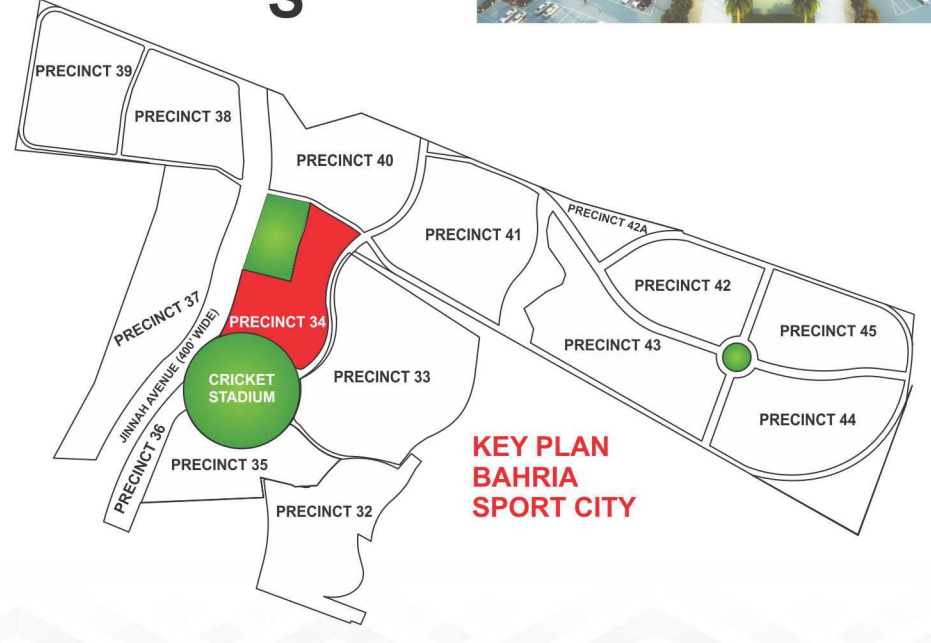 S
PRECINCT 39
PRECINCT 38
PRECINCT 40
PRECINCT 41
PRECINCT 42A
PRECINCT 42
PRECINCT 45
PRECINCT 37
JINNAH AVENUE (400' WIDE)
PRECINCT 34
PRECINCT 43
PRECINCT 33
CRICKET
STADIUM
PRECINCT 44
PRECINCT 36
PRECINCT 35
PRECINCT 32
KEY PLAN
BAHRIA
SPORT CITY